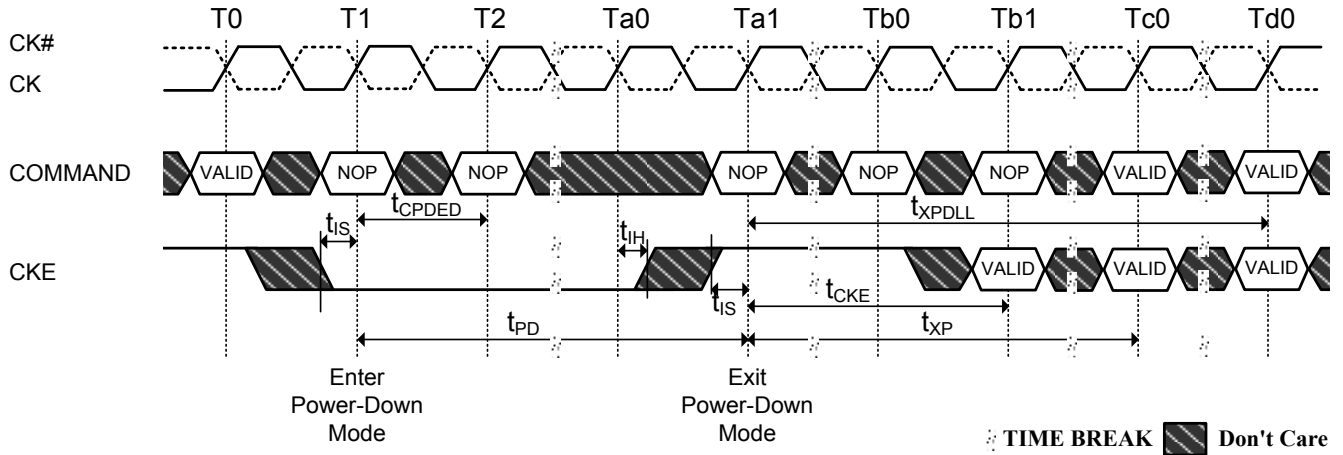 T0 T1 T2 Ta0 Ta1 Tb0 Tb1 Tc0 Td0
CK#
CK
COMMAND VALID NOP NOP NOP NOP NOP VALID VALID
tCPDED tXPDLL
tIS tIH
CKE VALID VALID VALID
tIS tCKE
tPD tXP
Enter
Power-Down
Mode
Exit
Power-Down
Mode
TIME BREAK Don't Care